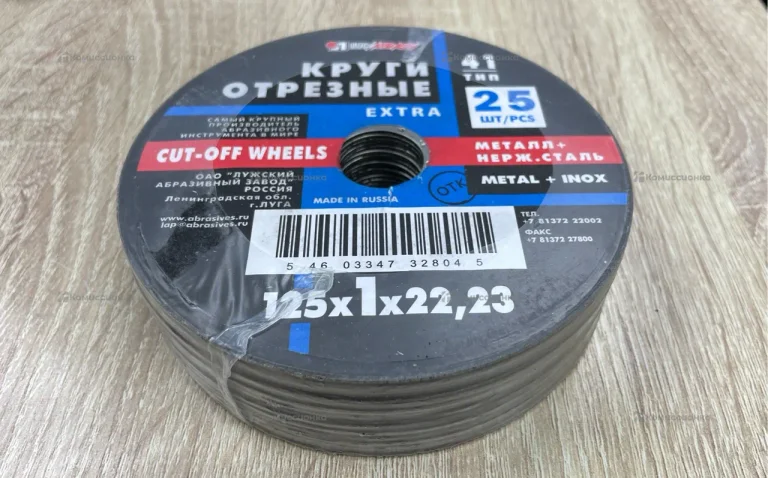 КРУГИ
ОТРЕЗНЫЕ
EXTRA
41
ТИП
25
ШТ/PCS
САМЫЙ КРУПНЫЙ
ПРОИЗВОДИТЕЛЬ
АБРАЗИВНОГО
ИНСТРУМЕНТА В МИРЕ
CUT-OFF WHEELS
МЕТАЛЛ+
НЕРЖ.СТАЛЬ
METAL + INOX
ОАО "ЛУЖСКИЙ
АБРАЗИВНЫЙ ЗАВОД"
РОССИЯ
Ленинградская обл.
г.ЛУГА
www.abrasives.ru
lap@abrasives.ru
MADE IN RUSSIA
ОТК
ТЕЛ.
+7 81372 22002
ФАКС
+7 81372 27800
5 46 03347 32804 5
125x1x22,23
Комиссионко